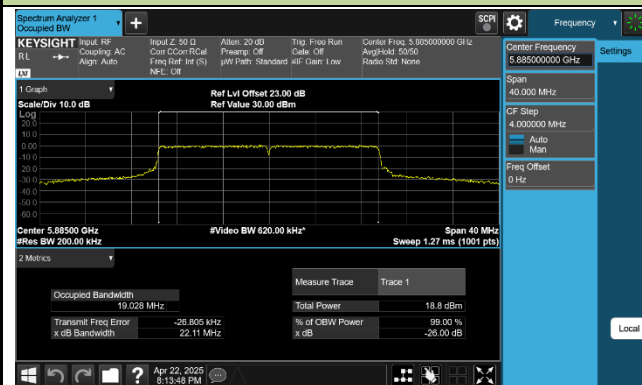 Spectrum Analyzer 1
Occupied BW
SCPI
Frequency
KEYSIGHT
RL
LXI
Input: RF
Coupling: AC
Align: Auto
Input Z: 50 Ω
Corr CCorr RCal
Freq Ref: Int (S)
NFE: Off
Atten: 20 dB
Preamp: Off
µW Path: Standard
Trig: Free Run
Gate: Off
#IF Gain: Low
Center Freq: 5.885000000 GHz
Avg|Hold: 50/50
Radio Std: None
1 Graph
Scale/Div 10.0 dB
Ref Lvl Offset 23.00 dB
Ref Value 30.00 dBm
Log
20.0
10.0
0.00
-10.0
-20.0
-30.0
-40.0
-50.0
-60.0
Center 5.88500 GHz
#Res BW 200.00 kHz
#Video BW 620.00 kHz*
Span 40 MHz
Sweep 1.27 ms (1001 pts)
2 Metrics
Measure Trace Trace 1
Occupied Bandwidth
19.028 MHz
Total Power 18.8 dBm
Transmit Freq Error -26.805 kHz
% of OBW Power 99.00 %
x dB Bandwidth 22.11 MHz
x dB -26.00 dB
Center Frequency
5.885000000 GHz
Settings
Span
40.000 MHz
CF Step
4.000000 MHz
Auto
Man
Freq Offset
0 Hz
Local
Apr 22, 2025
8:13:48 PM